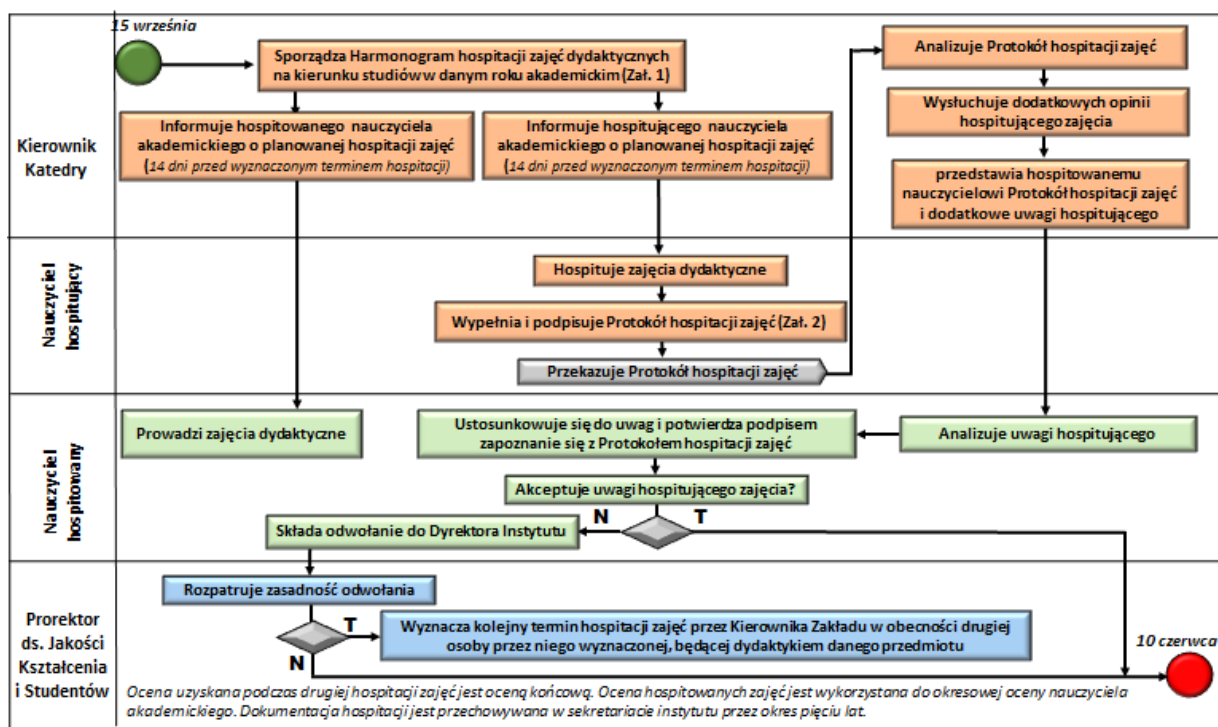 15 września
Sporządza Harmonogram hospitacji zajęć dydaktycznych
na kierunku studiów w danym roku akademickim (Zał. 1)
Analizuje Protokół hospitacji zajęć
Kierownik
Katedry
Informuje hospitowanego nauczyciela
akademickiego o planowanej hospitacji zajęć
(14 dni przed wyznaczonym terminem hospitacji)
Informuje hospitującego nauczyciela
akademickiego o planowanej hospitacji zajęć
(14 dni przed wyznaczonym terminem hospitacji)
Wysłuchuje dodatkowych opinii
hospitującego zajęcia
przedstawia hospitowanemu
nauczycielowi Protokół hospitacji zajęć
i dodatkowe uwagi hospitującego
Nauczyciel
hospitujący
Hospituje zajęcia dydaktyczne
Wypełnia i podpisuje Protokół hospitacji zajęć (Zał. 2)
Przekazuje Protokół hospitacji zajęć
Nauczyciel
hospitowany
Prowadzi zajęcia dydaktyczne
Ustosunkowuje się do uwag i potwierdza podpisem
zapoznanie się z Protokołem hospitacji zajęć
Analizuje uwagi hospitującego
Akceptuje uwagi hospitującego zajęcia?
N
T
Składa odwołanie do Dyrektora Instytutu
Prorektor
ds. Jakości
Kształcenia
i Studentów
Rozpatruje zasadność odwołania
T
N
Wyznacza kolejny termin hospitacji zajęć przez Kierownika Zakładu w obecności drugiej
osoby przez niego wyznaczonej, będącej dydaktykiem danego przedmiotu
10 czerwca
Ocena uzyskana podczas drugiej hospitacji zajęć jest oceną końcową. Ocena hospitowanych zajęć jest wykorzystana do okresowej oceny nauczyciela
akademickiego. Dokumentacja hospitacji jest przechowywana w sekretariacie instytutu przez okres pięciu lat.